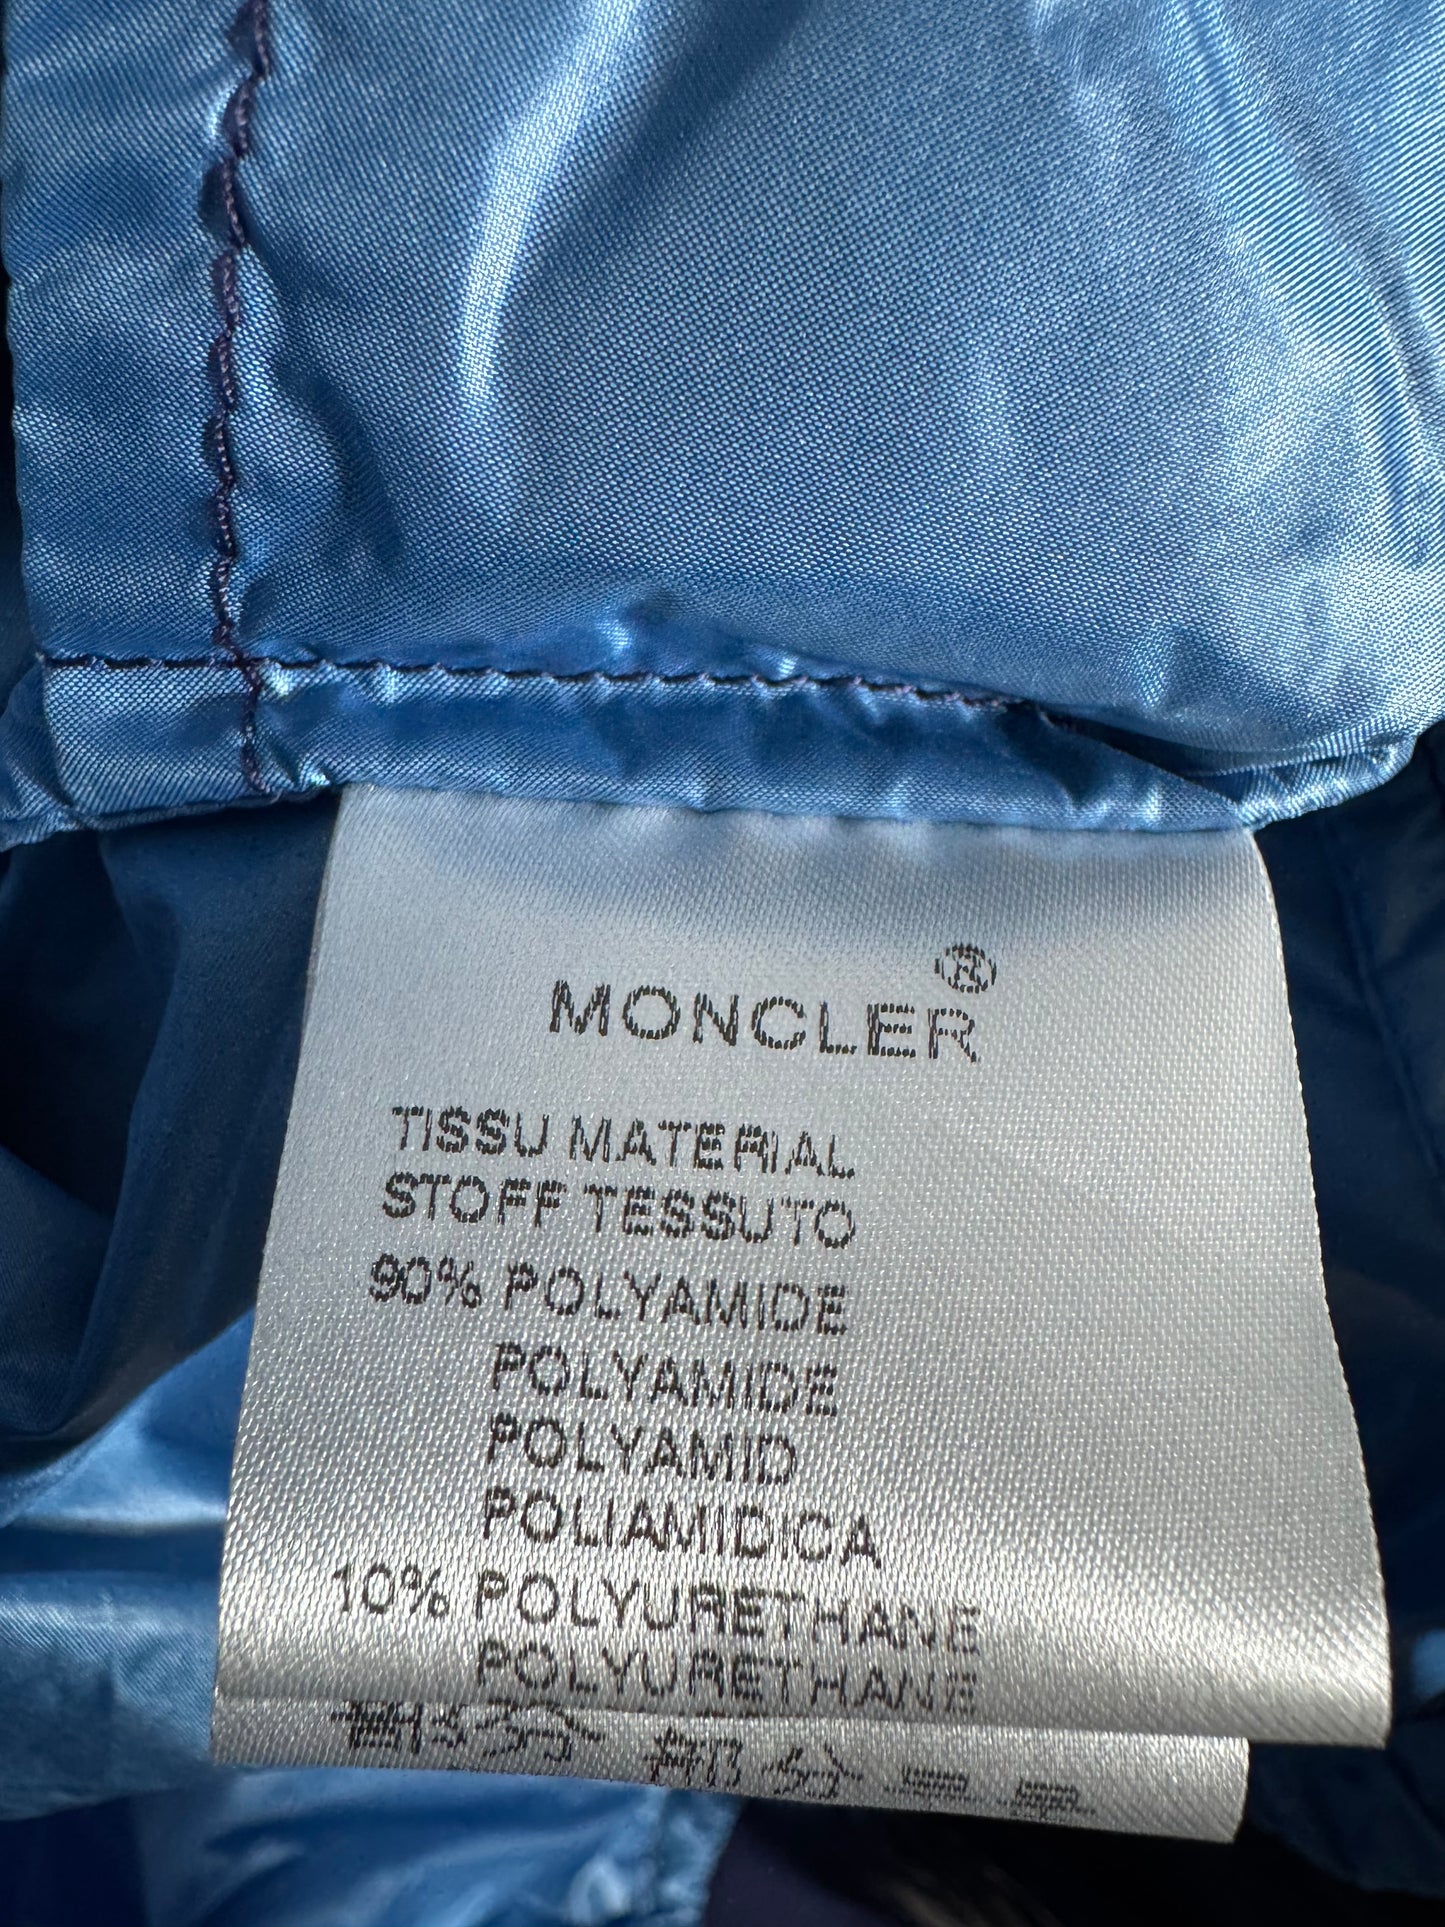 MONCLER®
TISSU MATERIAL
STOFF TESSUTO
90% POLYAMIDE
POLYAMIDE
POLYAMID
POLIAMIDICA
10% POLYURETHANE
POLYURETHANE